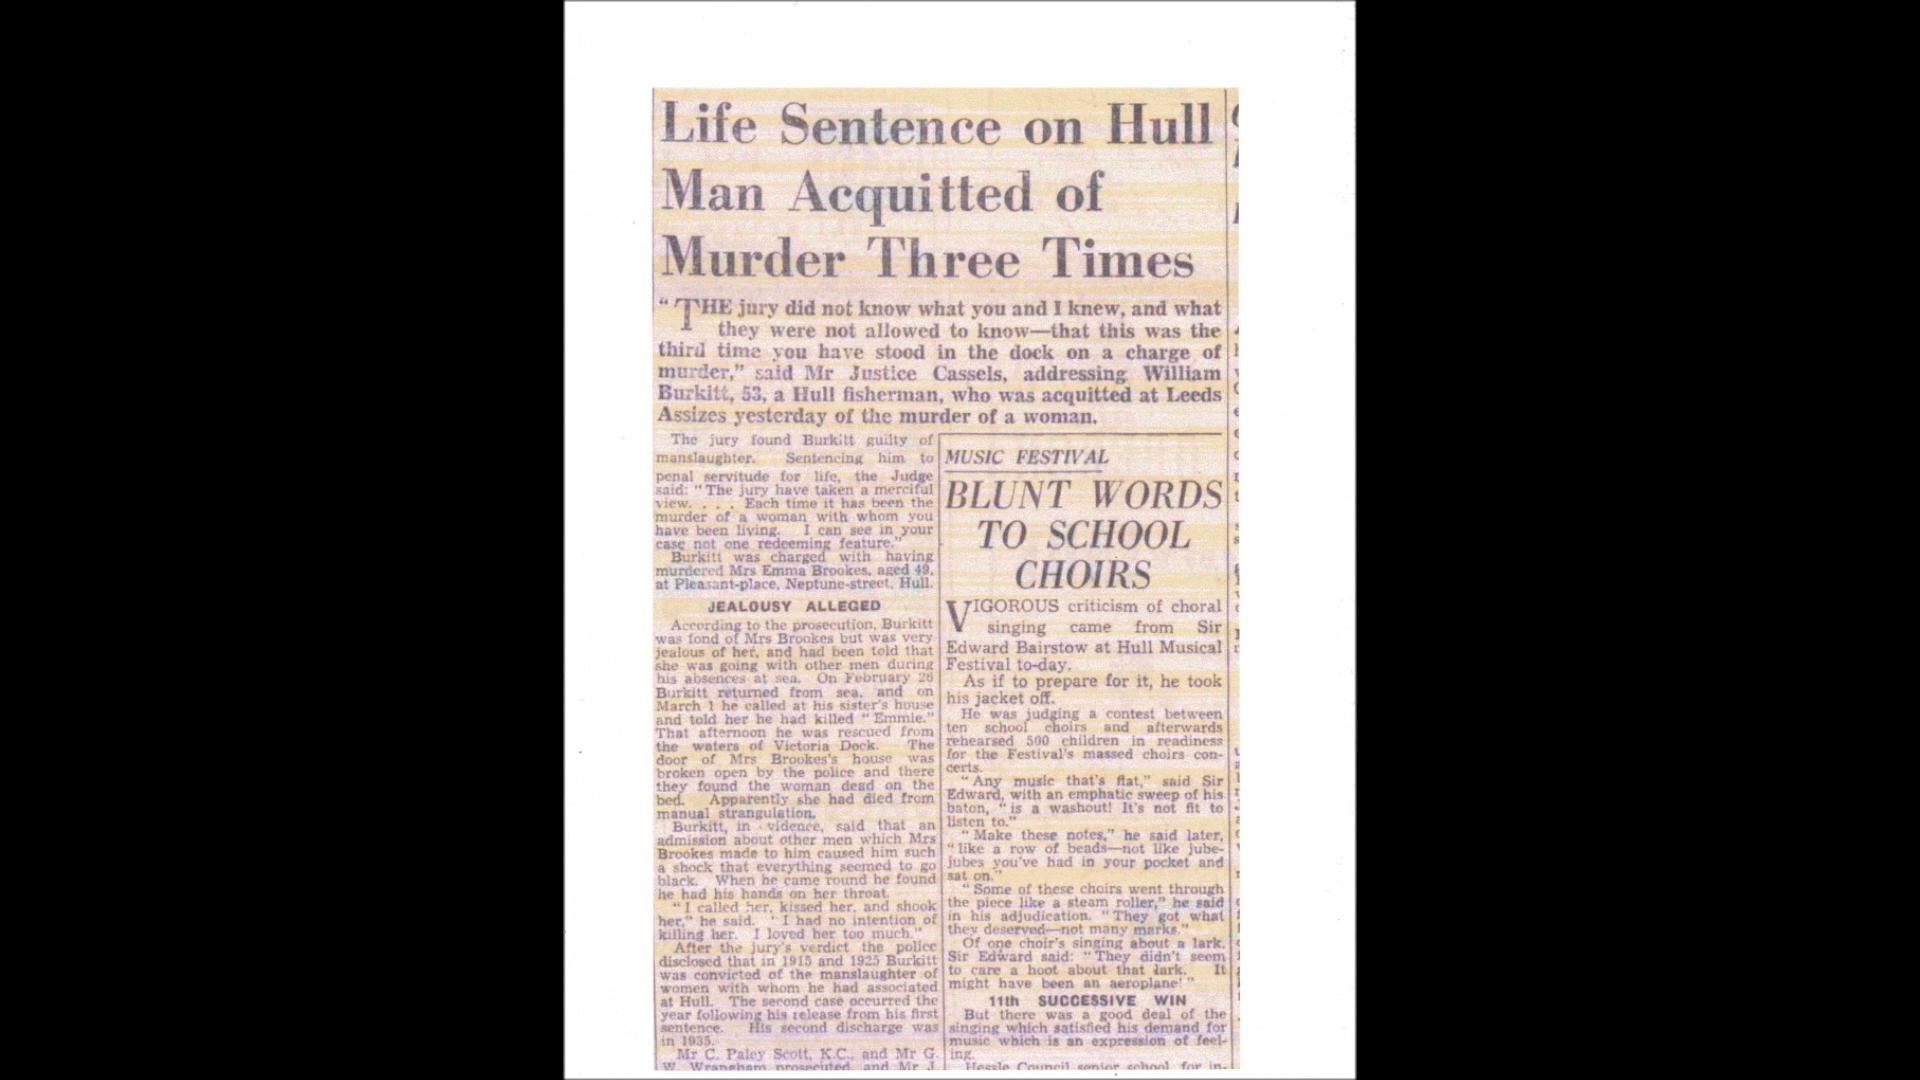 Life Sentence on Hull
Man Acquitted of
Murder Three Times
"THE jury did not know what you and I knew, and what
they were not allowed to know—that this was the
third time you have stood in the dock on a charge of
murder," said Mr Justice Cassels, addressing William
Burkitt, 53, a Hull fisherman, who was acquitted at Leeds
Assizes yesterday of the murder of a woman.
The jury found Burkitt guilty of
manslaughter. Sentencing him to
penal servitude for life, the Judge
said: "The jury have taken a merciful
view. . . . Each time it has been the
murder of a woman with whom you
have been living. I can see in your
case not one redeeming feature."
Burkitt was charged with having
murdered Mrs Emma Brookes, aged 49,
at Pleasant-place, Neptune-street, Hull.
JEALOUSY ALLEGED
According to the prosecution, Burkitt
was fond of Mrs Brookes but was very
jealous of her, and had been told that
she was going with other men during
his absences at sea. On February 26
Burkitt returned from sea, and on
March 1 he called at his sister's house
and told her he had killed "Emmie."
That afternoon he was rescued from
the waters of Victoria Dock. The
door of Mrs Brookes's house was
broken open by the police and there
they found the woman dead on the
bed. Apparently she had died from
manual strangulation.
Burkitt, in vidence, said that an
admission about other men which Mrs
Brookes made to him caused him such
a shock that everything seemed to go
black. When he came round he found
he had his hands on her throat.
"I called her, kissed her, and shook
her," he said. "I had no intention of
killing her. I loved her too much."
After the jury's verdict the police
disclosed that in 1915 and 1925 Burkitt
was convicted of the manslaughter of
women with whom he had associated
at Hull. The second case occurred the
year following his release from his first
sentence. His second discharge was
in 1935.
Mr C. Paley Scott, K.C., and Mr G.
W. Wrangham prosecuted, and Mr J.
MUSIC FESTIVAL
BLUNT WORDS
TO SCHOOL
CHOIRS
VIGOROUS criticism of choral
singing came from Sir
Edward Bairstow at Hull Musical
Festival to-day.
As if to prepare for it, he took
his jacket off.
He was judging a contest between
ten school choirs and afterwards
rehearsed 500 children in readiness
for the Festival's massed choirs con-
certs.
"Any music that's flat," said Sir
Edward, with an emphatic sweep of his
baton, "is a washout! It's not fit to
listen to."
"Make these notes," he said later,
"like a row of beads—not like jube-
jubes you've had in your pocket and
sat on."
"Some of these choirs went through
the piece like a steam roller," he said
in his adjudication. "They got what
they deserved—not many marks."
Of one choir's singing about a lark,
Sir Edward said: "They didn't seem
to care a hoot about that lark. It
might have been an aeroplane!"
11th SUCCESSIVE WIN
But there was a good deal of the
singing which satisfied his demand for
music which is an expression of feel-
ing.
Hessle Council senior school, for in-